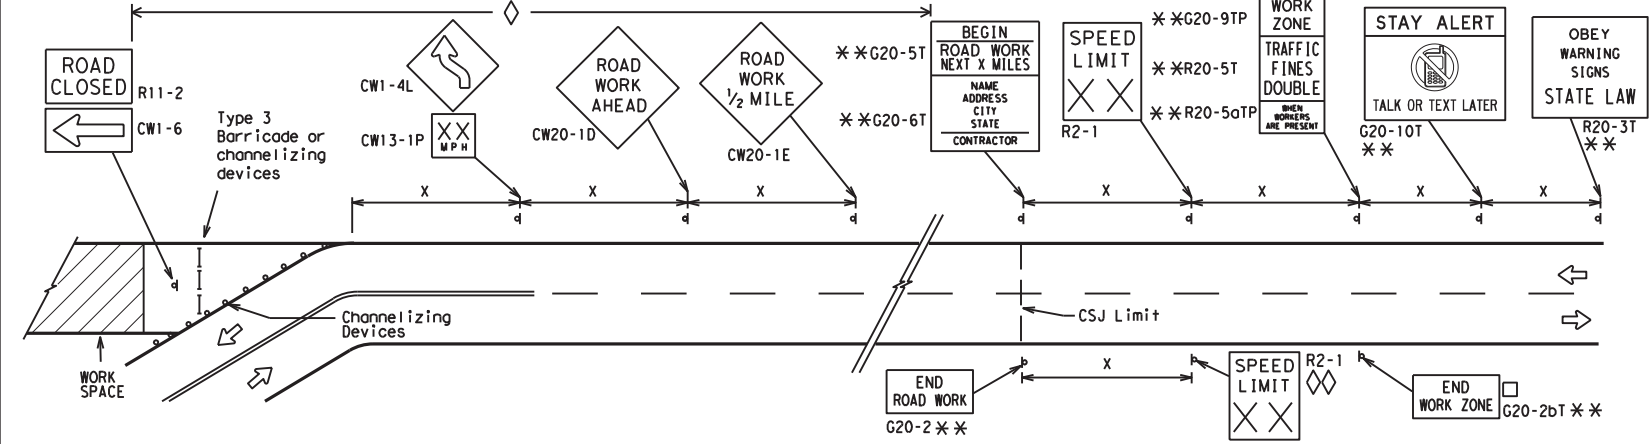 ROAD
CLOSED
R11-2
CW1-6
Type 3
Barricade or
channelizing
devices
CW1-4L
XX
MPH
CW13-1P
ROAD
WORK
AHEAD
CW20-1D
ROAD
WORK
1/2 MILE
CW20-1E
**G20-5T
**G20-6T
BEGIN
ROAD WORK
NEXT X MILES
NAME
ADDRESS
CITY
STATE
CONTRACTOR
SPEED
LIMIT
XX
R2-1
**G20-9TP
**R20-5T
**R20-5aTP
WORK
ZONE
TRAFFIC
FINES
DOUBLE
WHEN
WORKERS
ARE PRESENT
STAY ALERT
TALK OR TEXT LATER
G20-10T
**
OBEY
WARNING
SIGNS
STATE LAW
R20-3T
**
X
X
X
X
X
X
X
Channelizing
Devices
CSJ Limit
WORK
SPACE
END
ROAD WORK
G20-2**
X
SPEED
LIMIT
XX
R2-1
END
WORK ZONE
G20-2bT **